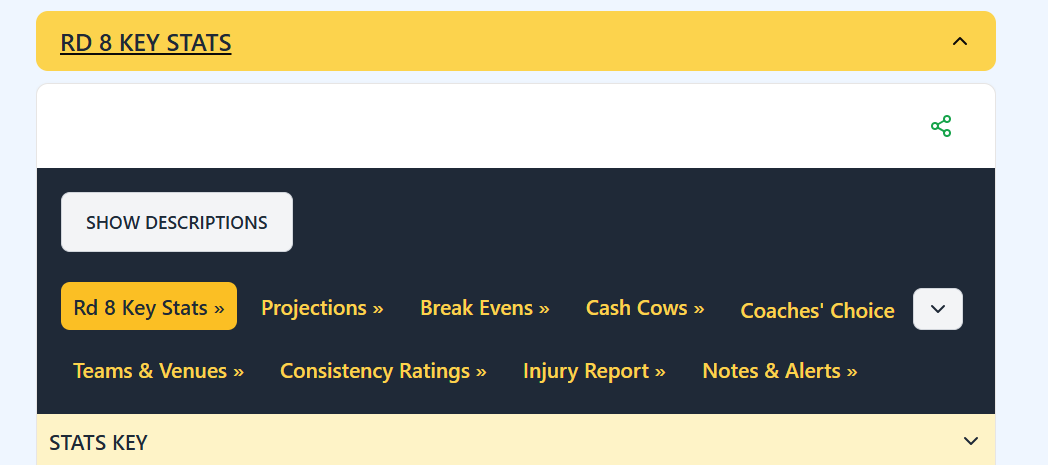 RD 8 KEY STATS
SHOW DESCRIPTIONS
Rd 8 Key Stats » Projections » Break Evens » Cash Cows » Coaches' Choice
Teams & Venues » Consistency Ratings » Injury Report » Notes & Alerts »
STATS KEY